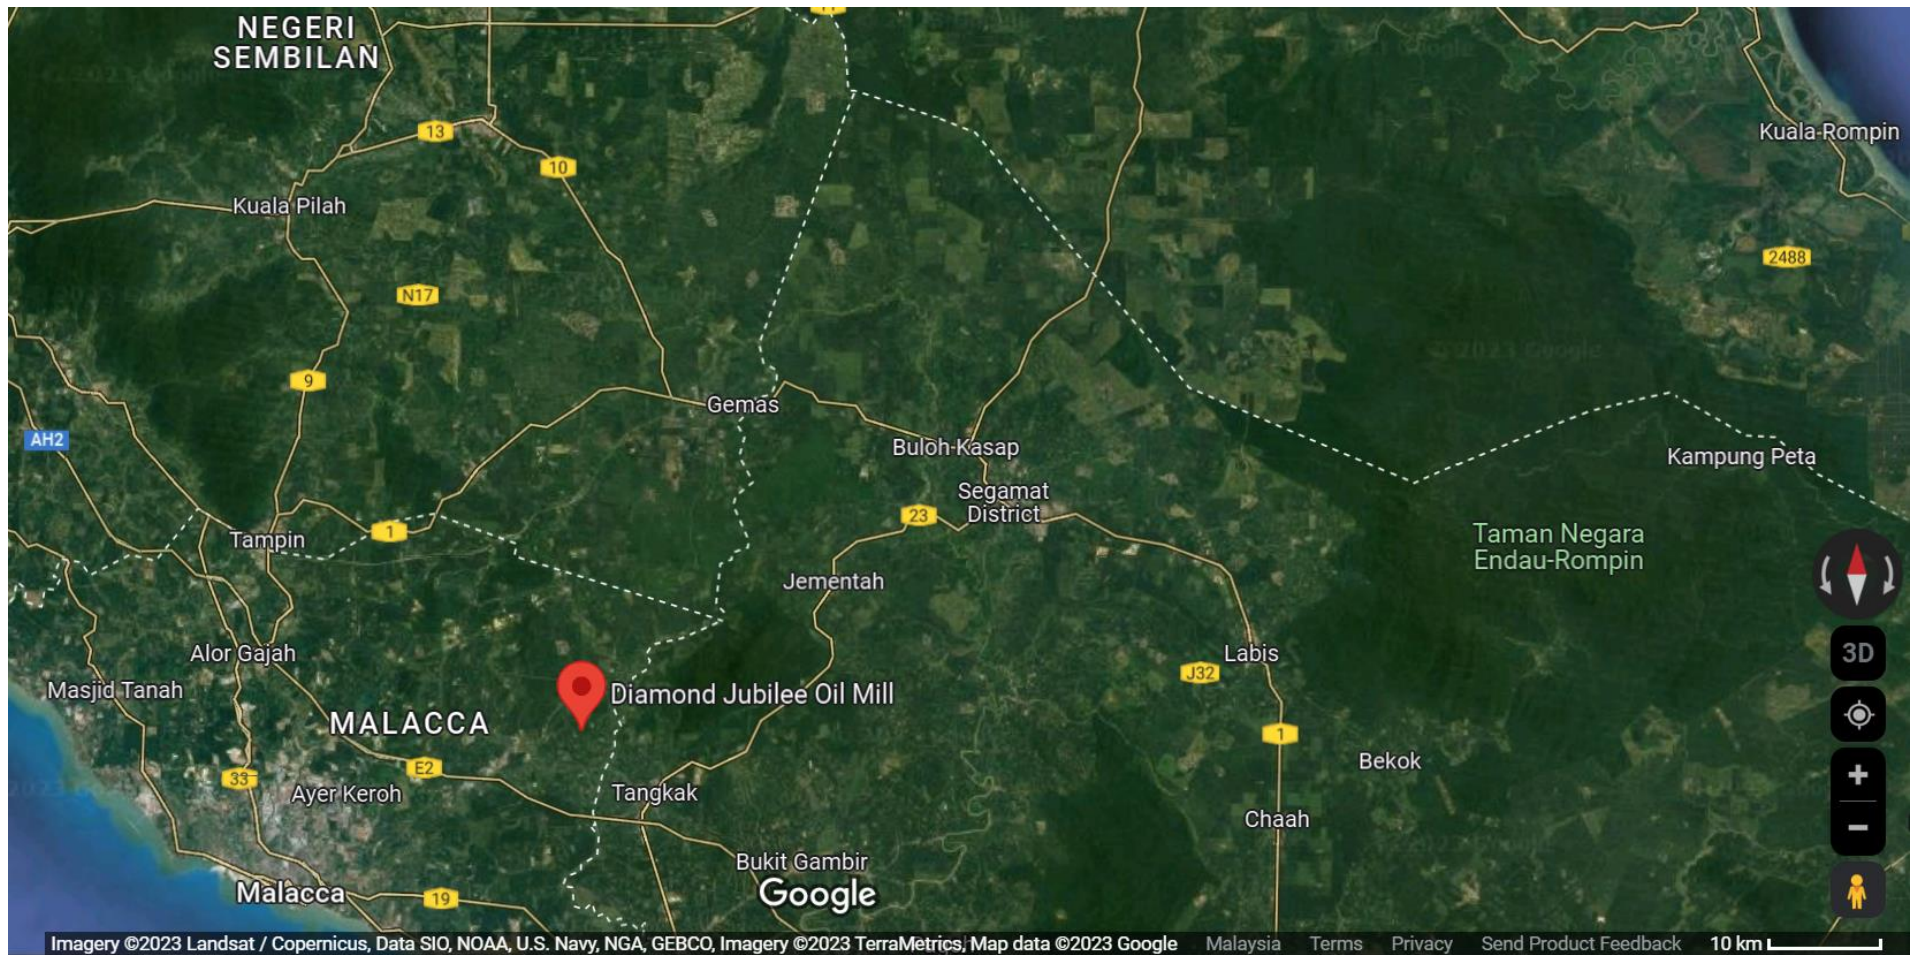 NEGERI
SEMBILAN
13
10
Kuala Rompin
Kuala Pilah
2488
N17
9
Gemas
AH2
Buloh Kasap
Kampung Peta
Segamat
District
23
1
Tampin
Taman Negara
Endau-Rompin
Jementah
Alor Gajah
Labis
3D
J32
Masjid Tanah
Diamond Jubilee Oil Mill
MALACCA
1
E2
Bekok
33
Ayer Keroh
Tangkak
Chaah
Bukit Gambir
Google
Malacca
19
Imagery ©2023 Landsat / Copernicus, Data SIO, NOAA, U.S. Navy, NGA, GEBCO, Imagery ©2023 TerraMetrics, Map data ©2023 Google Malaysia Terms Privacy Send Product Feedback 10 km